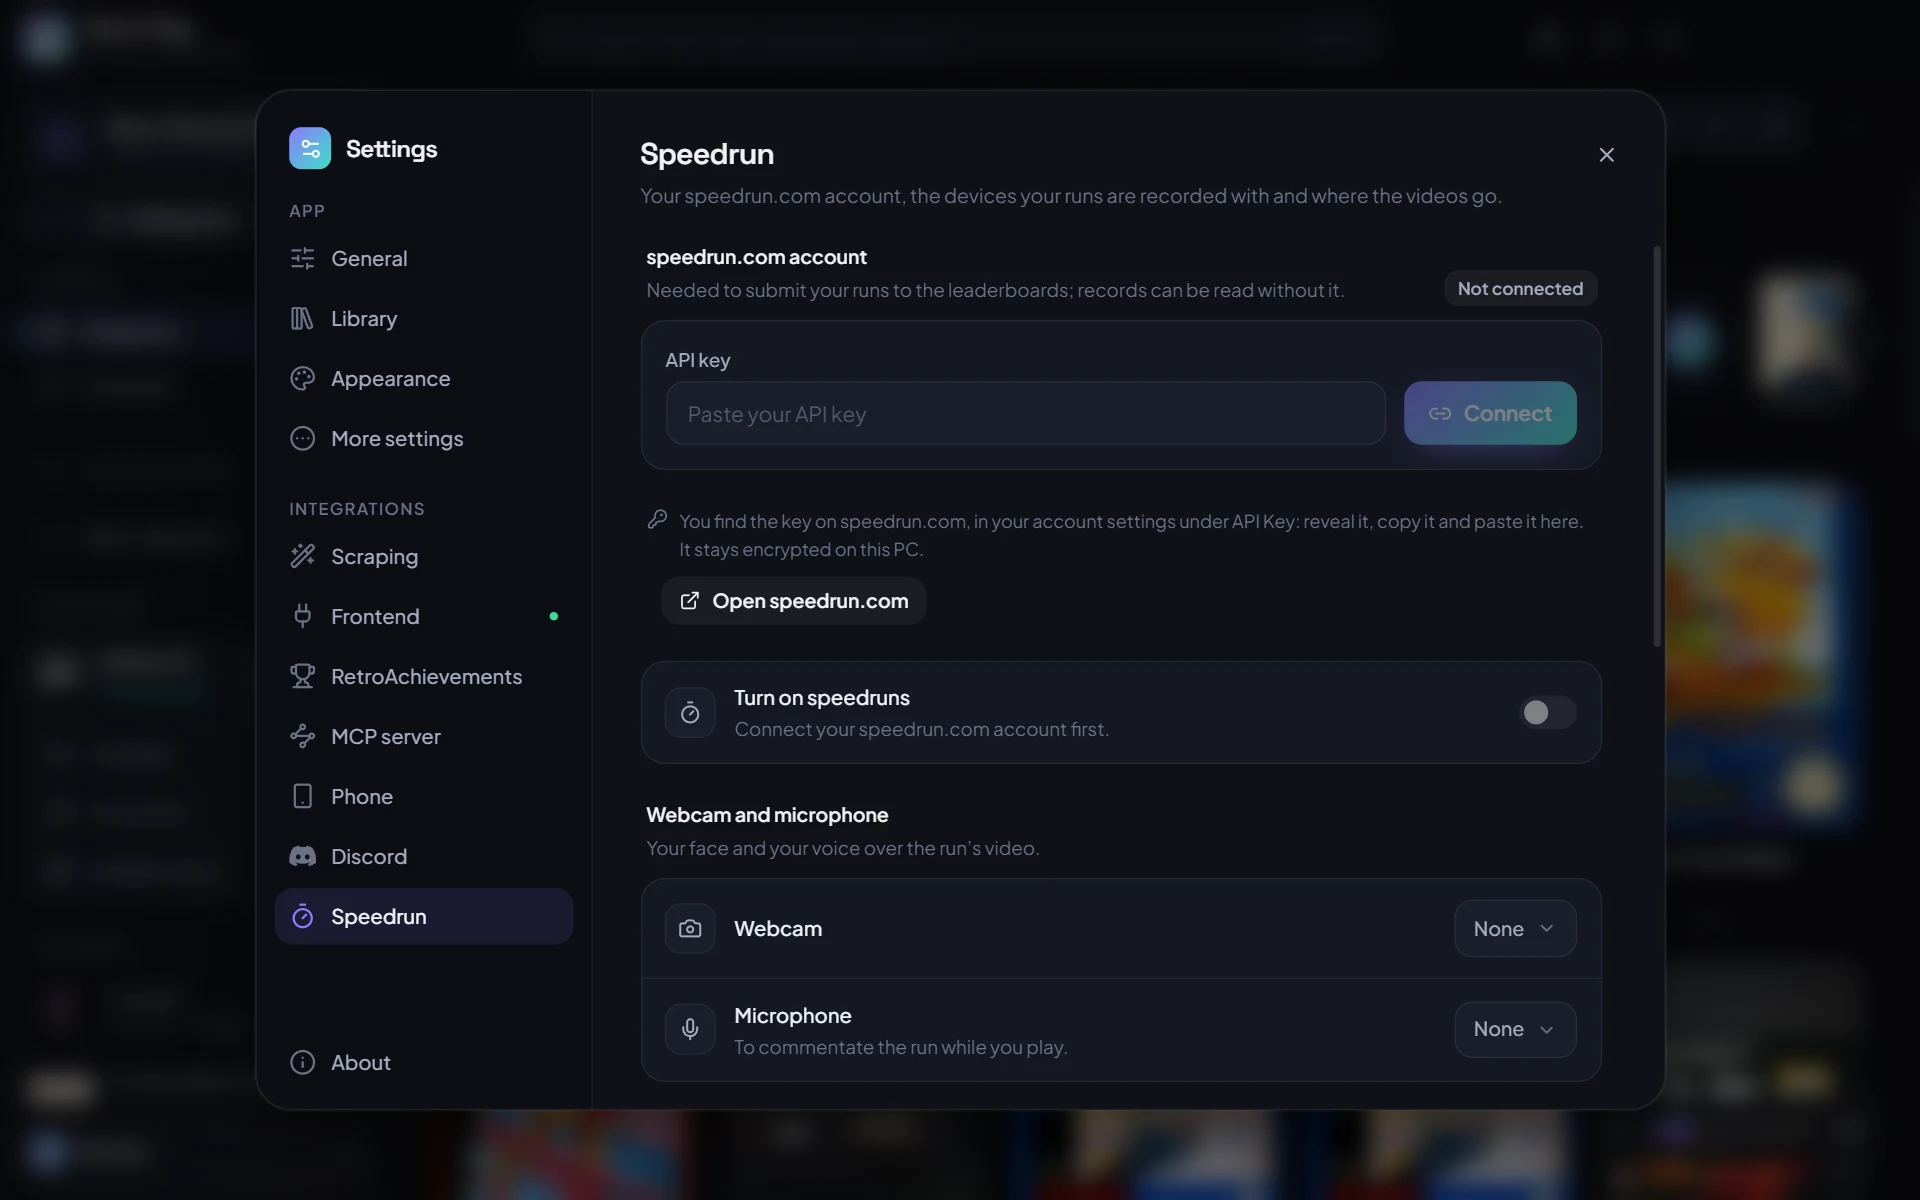 Settings
APP
General
Library
Appearance
More settings
INTEGRATIONS
Scraping
Frontend
RetroAchievements
MCP server
Phone
Discord
Speedrun
About
Speedrun
Your speedrun.com account, the devices your runs are recorded with and where the videos go.
speedrun.com account
Needed to submit your runs to the leaderboards; records can be read without it.
Not connected
API key
Paste your API key
Connect
You find the key on speedrun.com, in your account settings under API Key: reveal it, copy it and paste it here.
It stays encrypted on this PC.
Open speedrun.com
Turn on speedruns
Connect your speedrun.com account first.
Webcam and microphone
Your face and your voice over the run's video.
Webcam
None
Microphone
To commentate the run while you play.
None